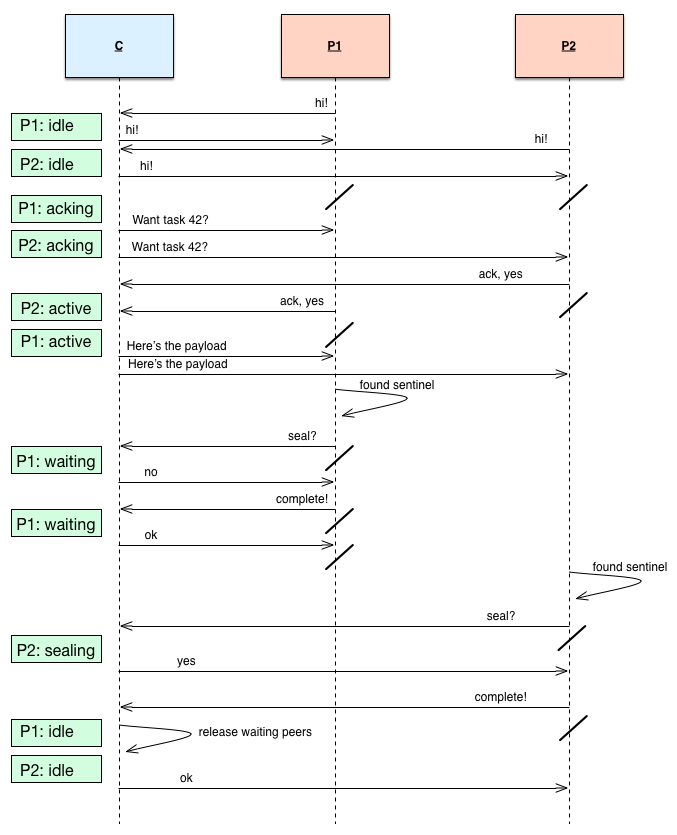 C
P1
P2
hi!
P1: idle
hi!
hi!
P2: idle
hi!
P1: acking
Want task 42?
P2: acking
Want task 42?
ack, yes
P2: active
ack, yes
P1: active
Here's the payload
Here's the payload
found sentinel
seal?
P1: waiting
no
complete!
P1: waiting
ok
found sentinel
seal?
P2: sealing
yes
complete!
P1: idle
release waiting peers
P2: idle
ok